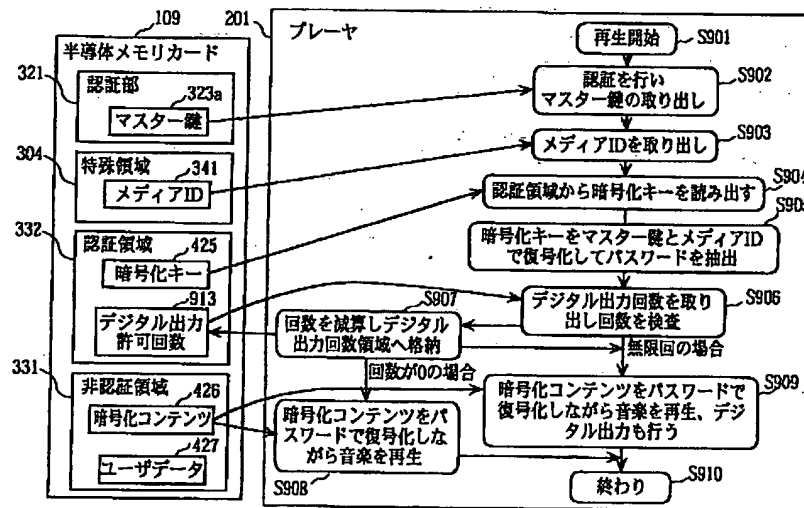 109
半導体メモリカード
321
認証部
323a
マスター鍵
304
特殊領域
341
メディアID
332
認証領域
425
暗号化キー
913
デジタル出力
許可回数
331
非認証領域
426
暗号化コンテンツ
427
ユーザデータ
201
プレーヤ
再生開始
S901
認証を行い
マスター鍵の取り出し
S902
メディアIDを取り出し
S903
認証領域から暗号化キーを読み出す
S904
暗号化キーをマスター鍵とメディアID
で復号化してパスワードを抽出
S905
デジタル出力回数を取り
出し回数を検査
S906
S907
回数を減算しデジタル
出力回数領域へ格納
無限回の場合
回数が0の場合
暗号化コンテンツをパ
スワードで復号化しな
がら音楽を再生
S908
暗号化コンテンツをパスワードで
復号化しながら音楽を再生、デジ
タル出力も行う
S909
終わり
S910